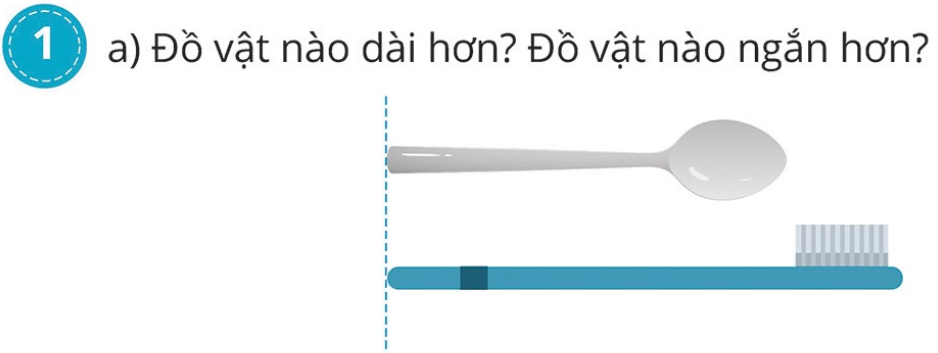 1 a) Đồ vật nào dài hơn? Đồ vật nào ngắn hơn?